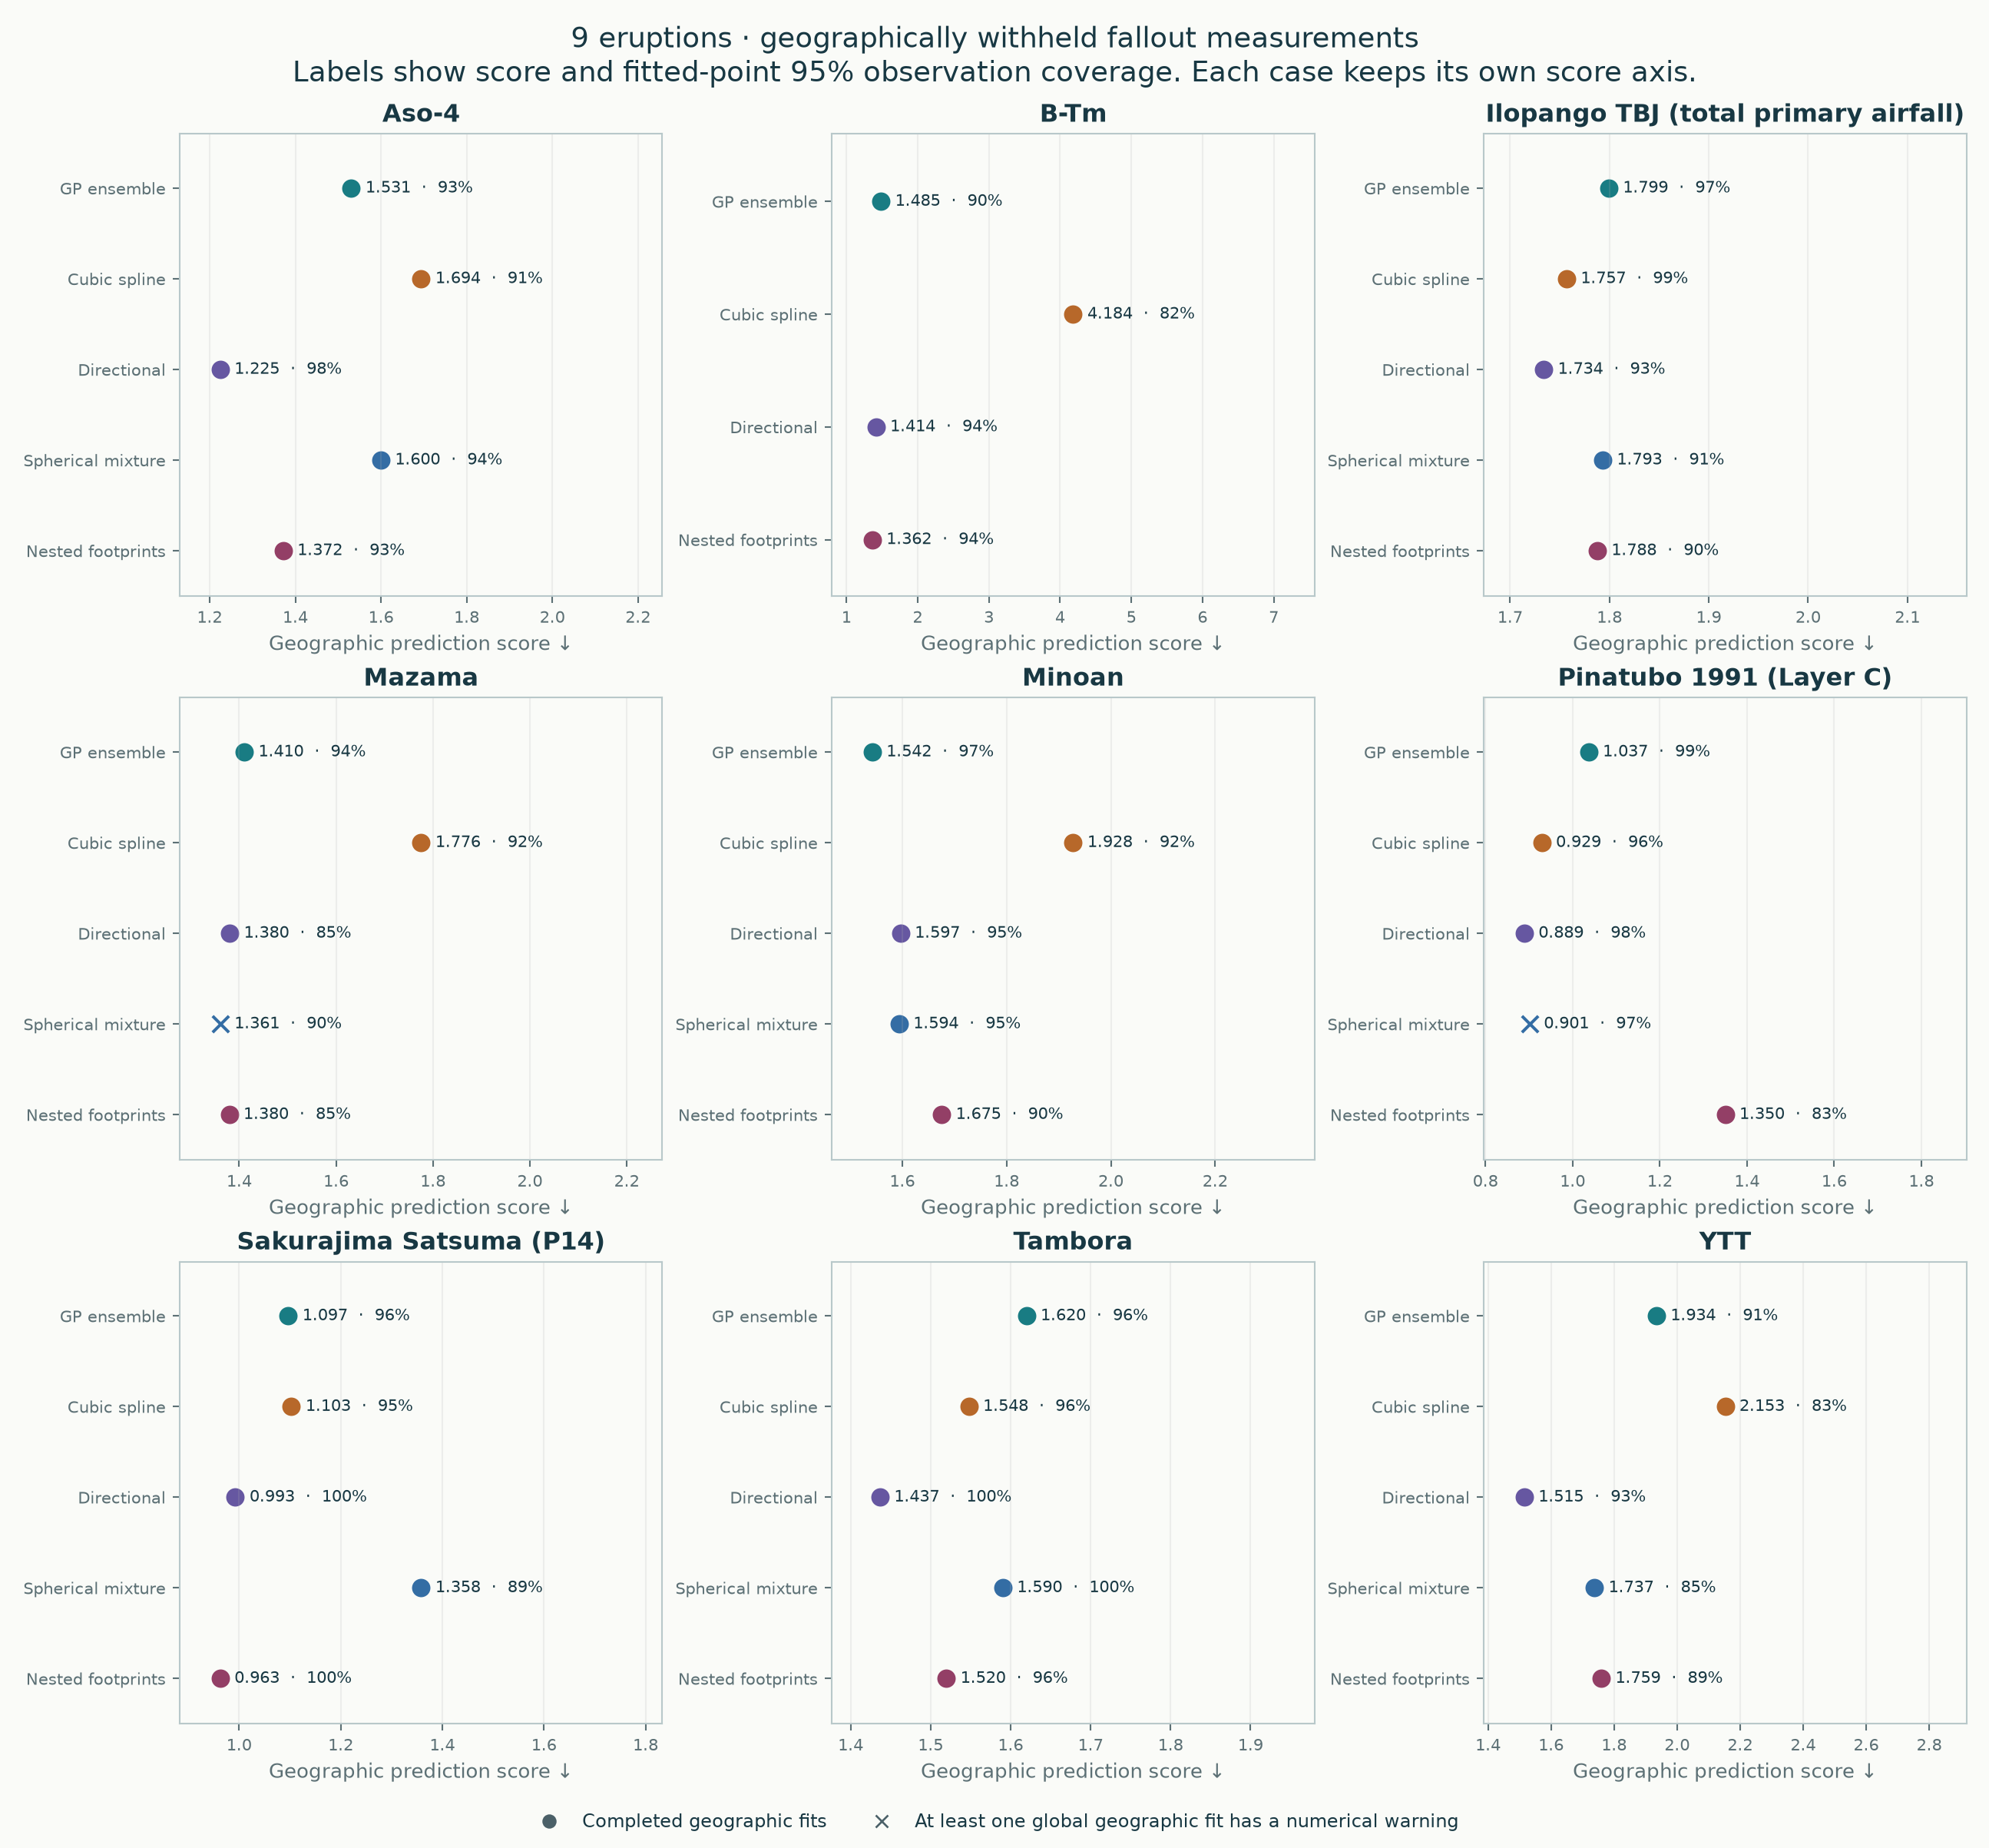 9 eruptions · geographically withheld fallout measurements
Labels show score and fitted-point 95% observation coverage. Each case keeps its own score axis.
Aso-4
GP ensemble 1.531 · 93%
Cubic spline 1.694 · 91%
Directional 1.225 · 98%
Spherical mixture 1.600 · 94%
Nested footprints 1.372 · 93%
1.2 1.4 1.6 1.8 2.0 2.2
Geographic prediction score ↓
B-Tm
GP ensemble 1.485 · 90%
Cubic spline 4.184 · 82%
Directional 1.414 · 94%
Nested footprints 1.362 · 94%
1 2 3 4 5 6 7
Geographic prediction score ↓
Ilopango TBJ (total primary airfall)
GP ensemble 1.799 · 97%
Cubic spline 1.757 · 99%
Directional 1.734 · 93%
Spherical mixture 1.793 · 91%
Nested footprints 1.788 · 90%
1.7 1.8 1.9 2.0 2.1
Geographic prediction score ↓
Mazama
GP ensemble 1.410 · 94%
Cubic spline 1.776 · 92%
Directional 1.380 · 85%
Spherical mixture 1.361 · 90%
Nested footprints 1.380 · 85%
1.4 1.6 1.8 2.0 2.2
Geographic prediction score ↓
Minoan
GP ensemble 1.542 · 97%
Cubic spline 1.928 · 92%
Directional 1.597 · 95%
Spherical mixture 1.594 · 95%
Nested footprints 1.675 · 90%
1.6 1.8 2.0 2.2
Geographic prediction score ↓
Pinatubo 1991 (Layer C)
GP ensemble 1.037 · 99%
Cubic spline 0.929 · 96%
Directional 0.889 · 98%
Spherical mixture 0.901 · 97%
Nested footprints 1.350 · 83%
0.8 1.0 1.2 1.4 1.6 1.8
Geographic prediction score ↓
Sakurajima Satsuma (P14)
GP ensemble 1.097 · 96%
Cubic spline 1.103 · 95%
Directional 0.993 · 100%
Spherical mixture 1.358 · 89%
Nested footprints 0.963 · 100%
1.0 1.2 1.4 1.6 1.8
Geographic prediction score ↓
Tambora
GP ensemble 1.620 · 96%
Cubic spline 1.548 · 96%
Directional 1.437 · 100%
Spherical mixture 1.590 · 100%
Nested footprints 1.520 · 96%
1.4 1.5 1.6 1.7 1.8 1.9
Geographic prediction score ↓
YTT
GP ensemble 1.934 · 91%
Cubic spline 2.153 · 83%
Directional 1.515 · 93%
Spherical mixture 1.737 · 85%
Nested footprints 1.759 · 89%
1.4 1.6 1.8 2.0 2.2 2.4 2.6 2.8
Geographic prediction score ↓
Completed geographic fits
At least one global geographic fit has a numerical warning